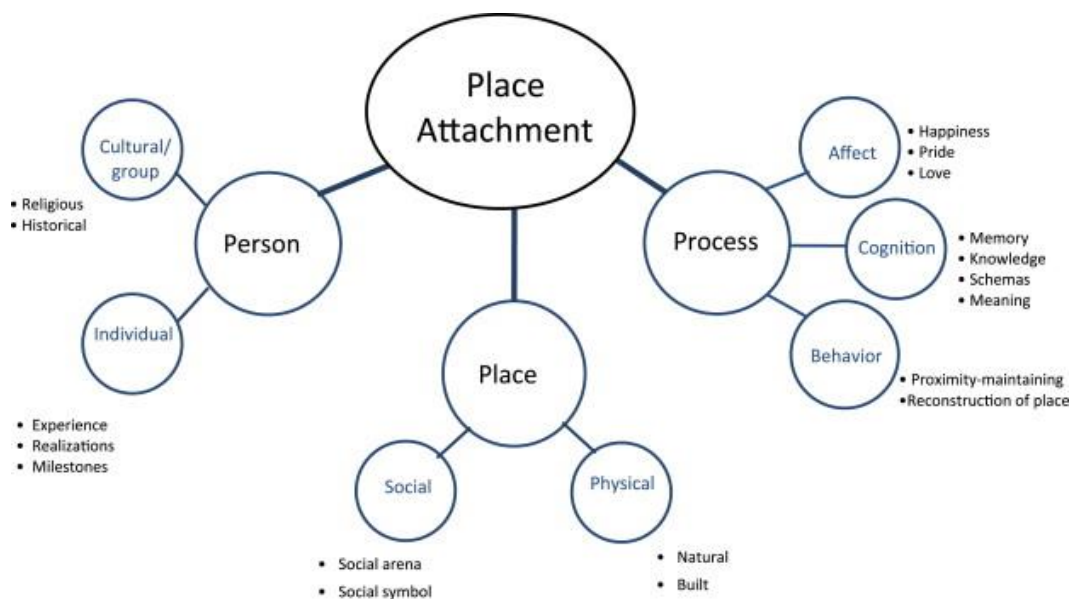 Place
Attachment
Cultural/
group
• Religious
• Historical
Person
Individual
• Experience
• Realizations
• Milestones
Place
Social
• Social arena
• Social symbol
Physical
• Natural
• Built
Process
Affect
• Happiness
• Pride
• Love
Cognition
• Memory
• Knowledge
• Schemas
• Meaning
Behavior
• Proximity-maintaining
•Reconstruction of place